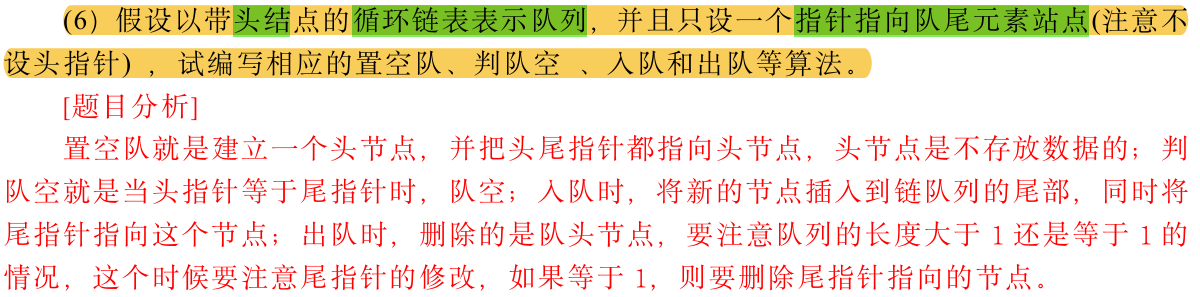 (6) 假设以带头结点的循环链表表示队列，并且只设一个指针指向队尾元素站点(注意不
设头指针) ，试编写相应的置空队、判队空 、入队和出队等算法。
[题目分析]
置空队就是建立一个头节点，并把头尾指针都指向头节点，头节点是不存放数据的；判
队空就是当头指针等于尾指针时，队空；入队时，将新的节点插入到链队列的尾部，同时将
尾指针指向这个节点；出队时，删除的是队头节点，要注意队列的长度大于 1 还是等于 1 的
情况，这个时候要注意尾指针的修改，如果等于 1，则要删除尾指针指向的节点。